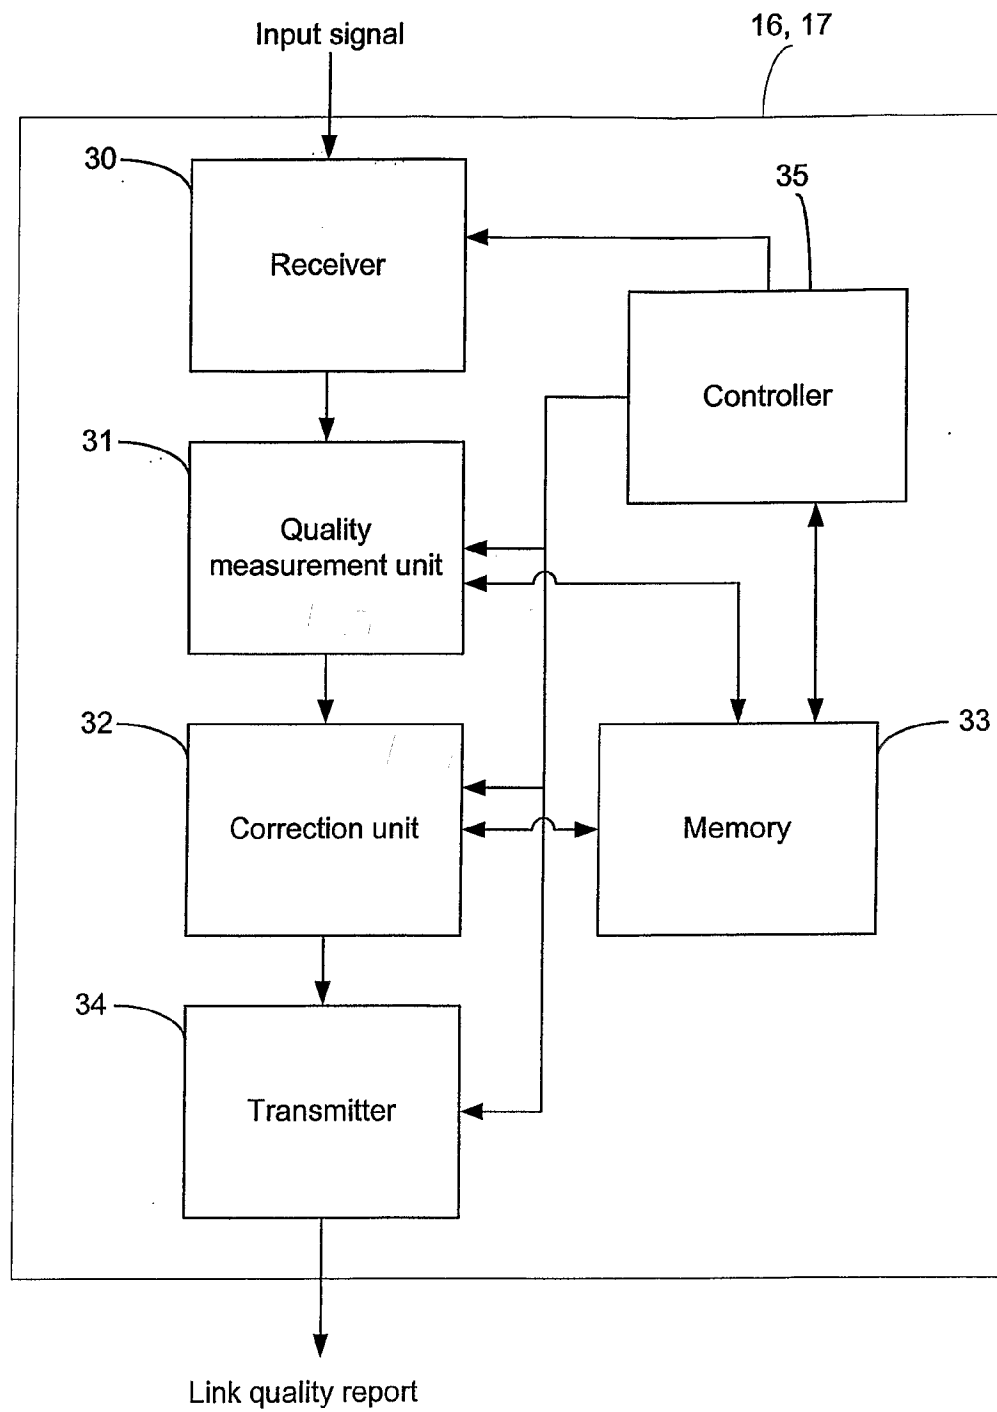 Input signal
16, 17
30
Receiver
35
Controller
31
Quality
measurement unit
32
Correction unit
33
Memory
34
Transmitter
Link quality report